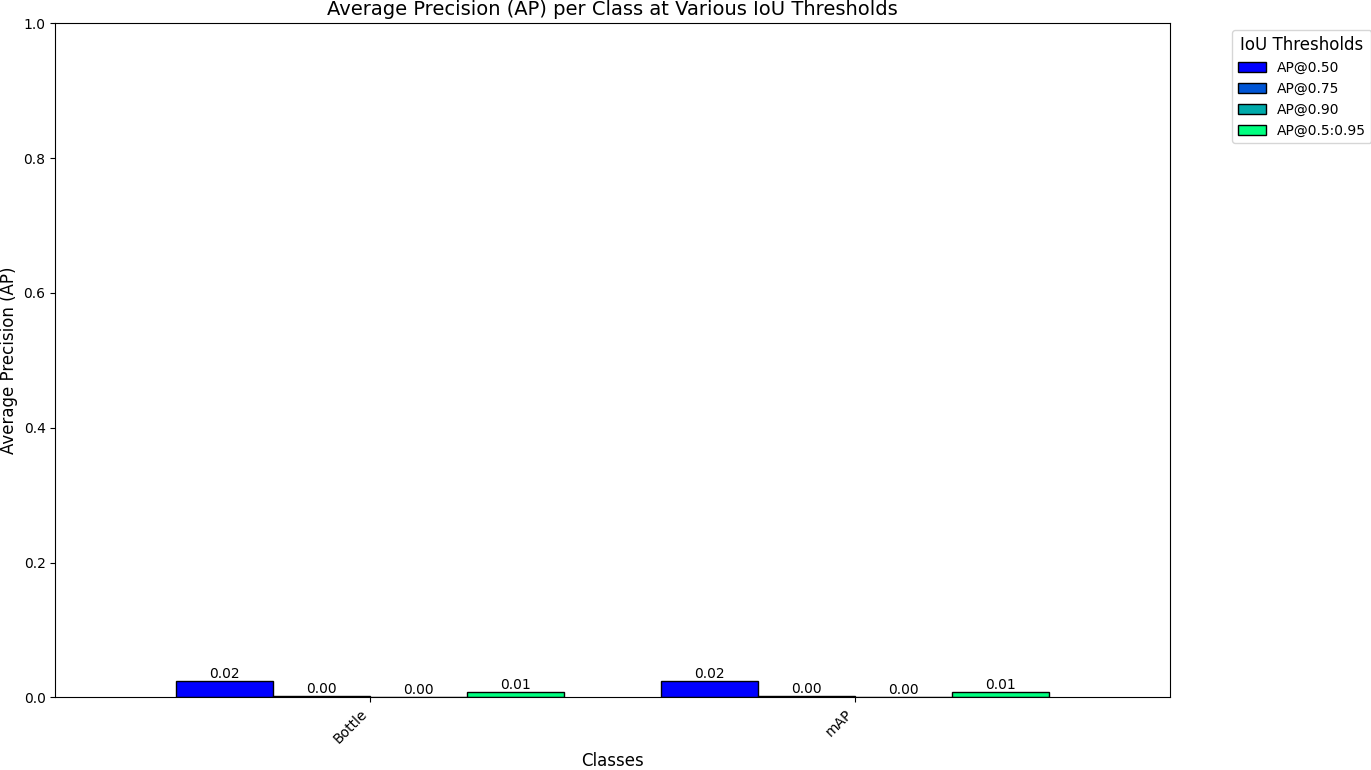 Average Precision (AP) per Class at Various IoU Thresholds
IoU Thresholds
AP@0.50
AP@0.75
AP@0.90
AP@0.5:0.95
Average Precision (AP)
1.0
0.8
0.6
0.4
0.2
0.0
0.02
0.00
0.00
0.01
0.02
0.00
0.00
0.01
Bottle
mAP
Classes